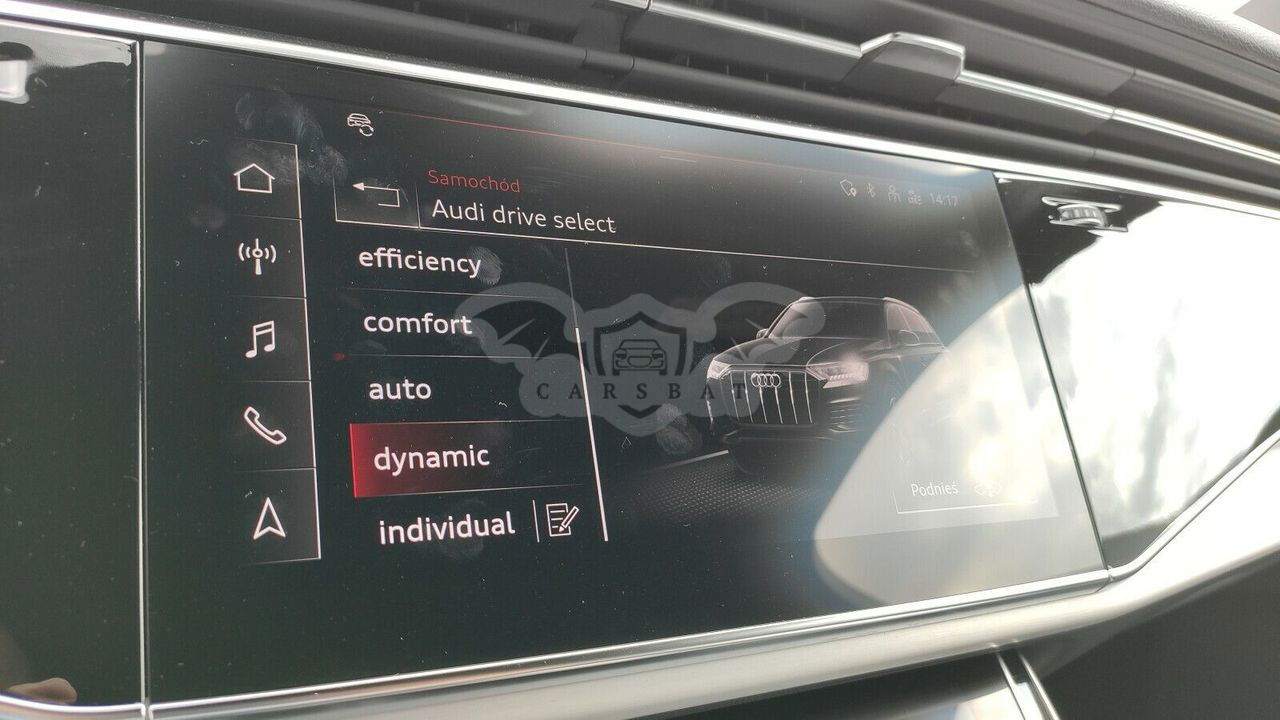 Samochód
Audi drive select
14:17
efficiency
comfort
auto
dynamic
individual
Podnieś
CARSBAT